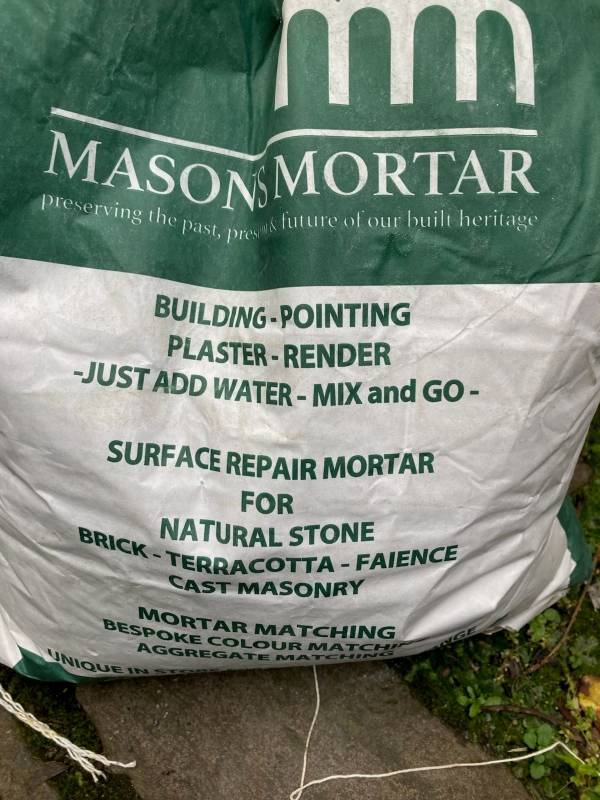 MASON'S MORTAR
preserving the past, present & future of our built heritage
BUILDING - POINTING
PLASTER - RENDER
-JUST ADD WATER - MIX and GO -
SURFACE REPAIR MORTAR
FOR
NATURAL STONE
BRICK - TERRACOTTA - FAIENCE
CAST MASONRY
MORTAR MATCHING
BESPOKE COLOUR MATCHING
AGGREGATE MATCHING
UNIQUE IN